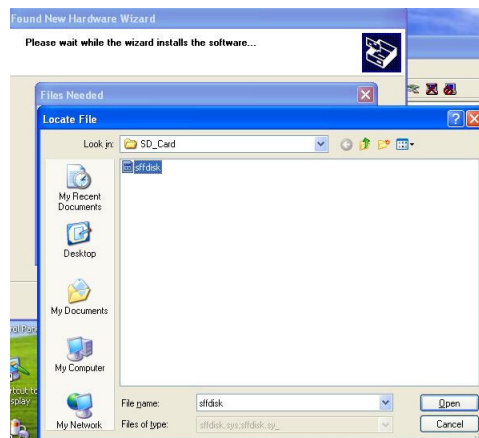 Found New Hardware Wizard
Please wait while the wizard installs the software...
Files Needed
Locate File
Look in:
SD_Card
sffdisk
My Recent
Documents
Desktop
My Documents
My Computer
My Network
File name:
sffdisk
Open
Files of type:
sffdisk.sys;sffdisk.sy_
Cancel